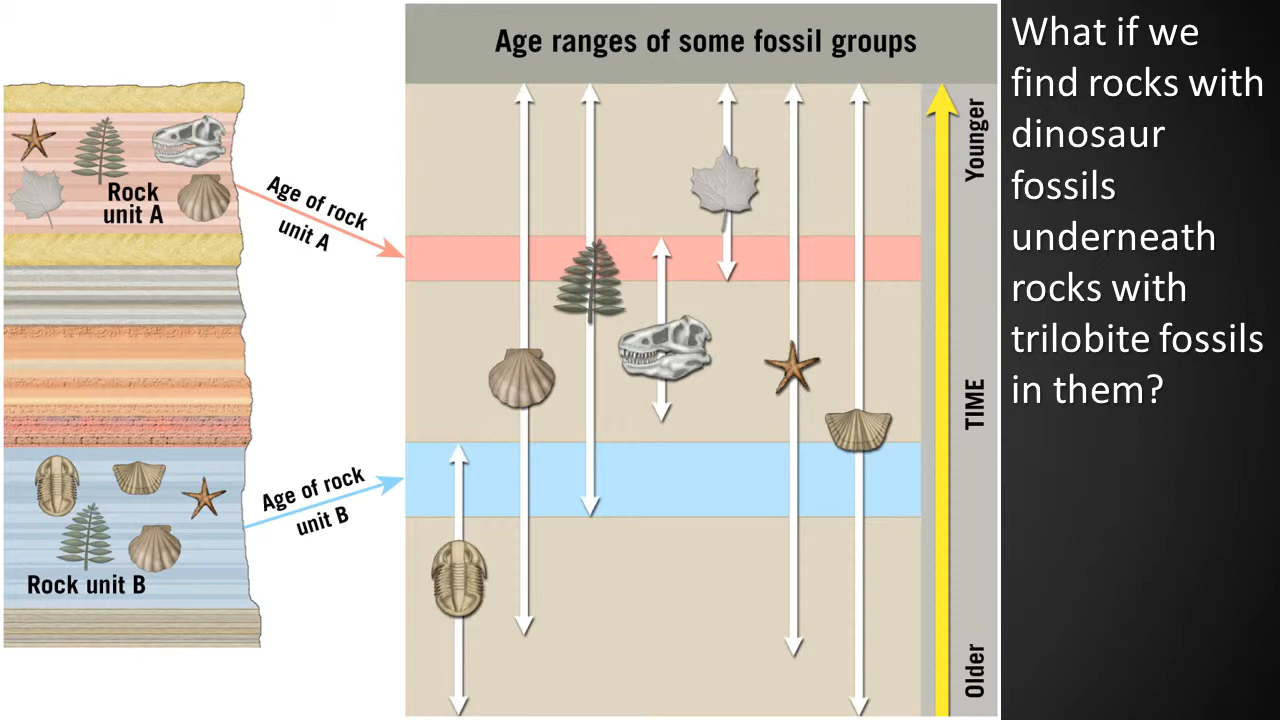 Age ranges of some fossil groups
Rock
unit A
Age of rock
unit A
Age of rock
unit B
Rock unit B
Younger
TIME
Older
What if we
find rocks with
dinosaur
fossils
underneath
rocks with
trilobite fossils
in them?